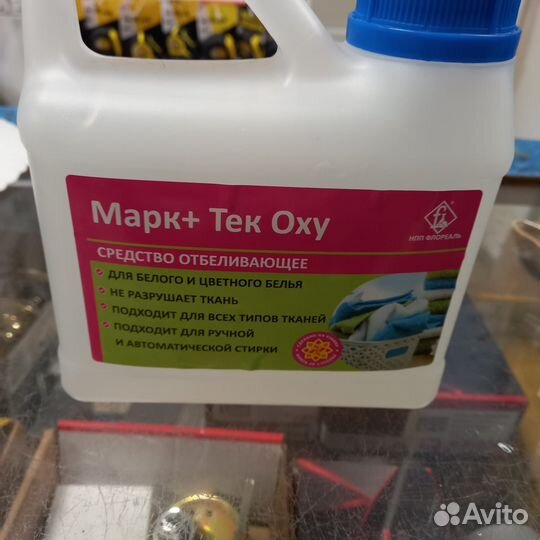 Марк+ Тек Оху
НПП ФЛОРЕАЛЬ
СРЕДСТВО ОТБЕЛИВАЮЩЕЕ
ДЛЯ БЕЛОГО И ЦВЕТНОГО БЕЛЬЯ
НЕ РАЗРУШАЕТ ТКАНЬ
ПОДХОДИТ ДЛЯ ВСЕХ ТИПОВ ТКАНЕЙ
ПОДХОДИТ ДЛЯ РУЧНОЙ
И АВТОМАТИЧЕСКОЙ СТИРКИ
Avito